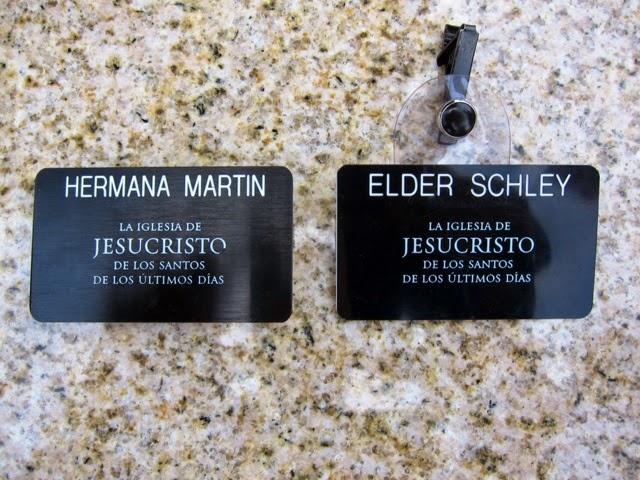 HERMANA MARTIN
LA IGLESIA DE
JESUCRISTO
DE LOS SANTOS
DE LOS ÚLTIMOS DÍAS
ELDER SCHLEY
LA IGLESIA DE
JESUCRISTO
DE LOS SANTOS
DE LOS ÚLTIMOS DÍAS